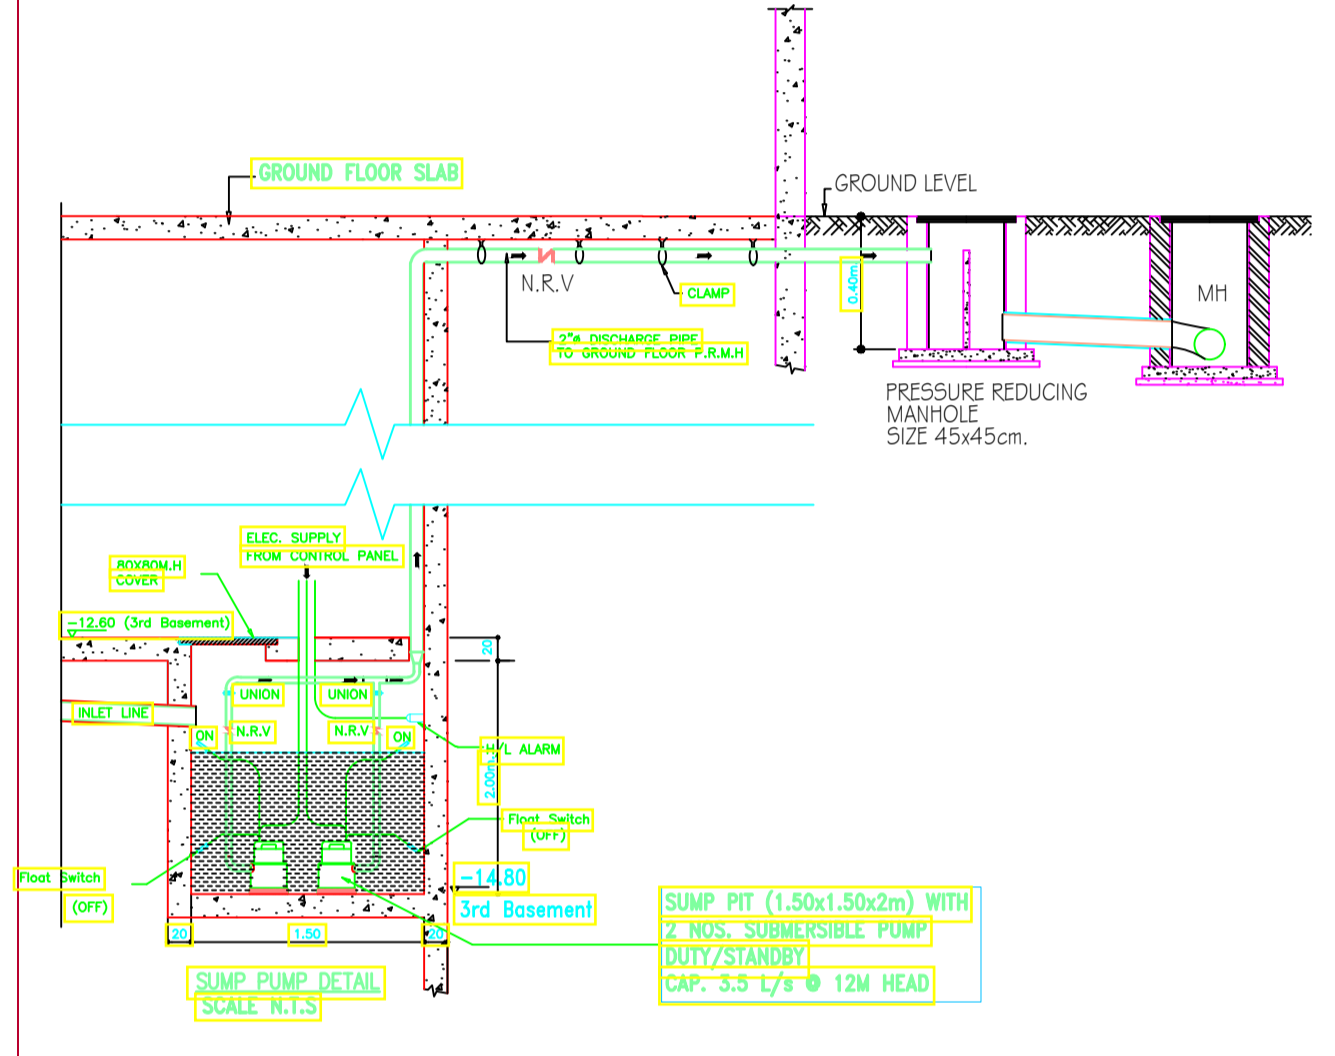 GROUND FLOOR SLAB
GROUND LEVEL
N.R.V
CLAMP
0.40m
MH
2"ø DISCHARGE PIPE
TO GROUND FLOOR P.R.M.H
PRESSURE REDUCING
MANHOLE
SIZE 45x45cm.
ELEC. SUPPLY
FROM CONTROL PANEL
80X80M.H
COVER
-12.60 (3rd Basement)
20
UNION
UNION
INLET LINE
ON
N.R.V
N.R.V
ON
H/L ALARM
2.00m
Float Switch
(OFF)
Float Switch
(OFF)
-14.80
3rd Basement
20
1.50
20
SUMP PIT (1.50x1.50x2m) WITH
2 NOS. SUBMERSIBLE PUMP
DUTY/STANDBY
CAP. 3.5 L/s @ 12M HEAD
SUMP PUMP DETAIL
SCALE N.T.S